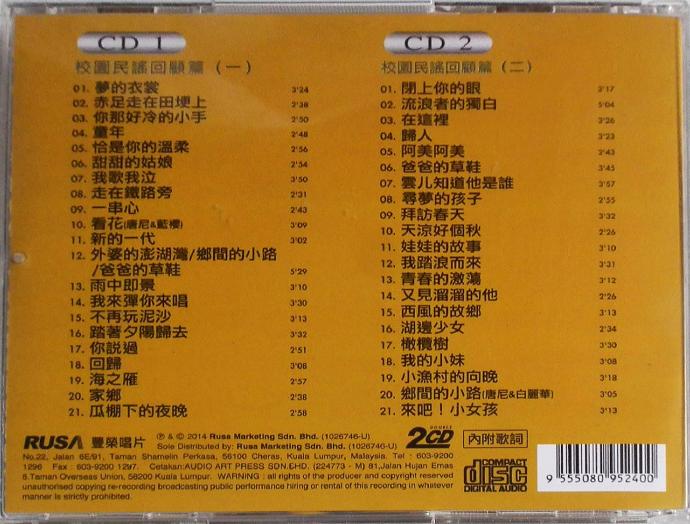 CD 1
校園民謠回顧篇（一）
01. 夢的衣裳 3'24
02. 赤足走在田埂上 2'38
03. 你那好冷的小手 2'50
04. 童年 2'48
05. 恰是你的溫柔 2'56
06. 甜甜的姑娘 2'54
07. 我歌我泣 3'50
08. 走在鐵路旁 2'31
09. 一串心 2'43
10. 看花(唐尼&藍櫻) 3'09
11. 新的一代 3'02
12. 外婆的澎湖灣/鄉間的小路
/爸爸的草鞋 5'29
13. 雨中即景 3'10
14. 我來彈你來唱 3'30
15. 不再玩泥沙 3'13
16. 踏著夕陽歸去 3'32
17. 你說過 2'51
18. 回歸 3'08
19. 海之雁 2'57
20. 家鄉 2'38
21. 瓜棚下的夜晚 2'58
CD 2
校園民謠回顧篇（二）
01. 閉上你的眼 3'17
02. 流浪者的獨白 5'04
03. 在這裡 3'26
04. 歸人 3'23
05. 阿美阿美 2'43
06. 爸爸的草鞋 3'45
07. 雲儿知道他是誰 3'57
08. 尋夢的孩子 2'55
09. 拜訪春天 3'32
10. 天涼好個秋 2'26
11. 娃娃的故事 3'10
12. 我踏浪而來 3'31
13. 青春的激蕩 3'12
14. 又見溜溜的他 2'26
15. 西風的故鄉 3'13
16. 湖邊少女 2'34
17. 橄欖樹 3'30
18. 我的小妹 3'08
19. 小漁村的向晚 3'18
20. 鄉間的小路(唐尼&白麗華) 3'05
21. 來吧！小女孩 3'13
RUSA 豐榮唱片 ℗ & © 2014 Rusa Marketing Sdn. Bhd. (1026746-U)
Sole Distributed by: Rusa Marketing Sdn. Bhd. (1026746-U)
No.22, Jalan 6E/91, Taman Shamelin Perkasa, 56100 Cheras, Kuala Lumpur, Malaysia. Tel : 603-9200
1296 Fax : 603-9200 1297. Cetakan:AUDIO ART PRESS SDN.BHD. (224773 - M) 81,Jalan Hujan Emas
8.Taman Overseas Union, 58200 Kuala Lumpur. WARNING : all rights of the producer and copyright reserved
unauthorised copying re-recording broadcasting public performance hiring or rental of this recording in whatever
manner is strictly prohibited.
DOUBLE
2CD
內附歌詞
COMPACT
disc
DIGITAL AUDIO
9 555080 952400